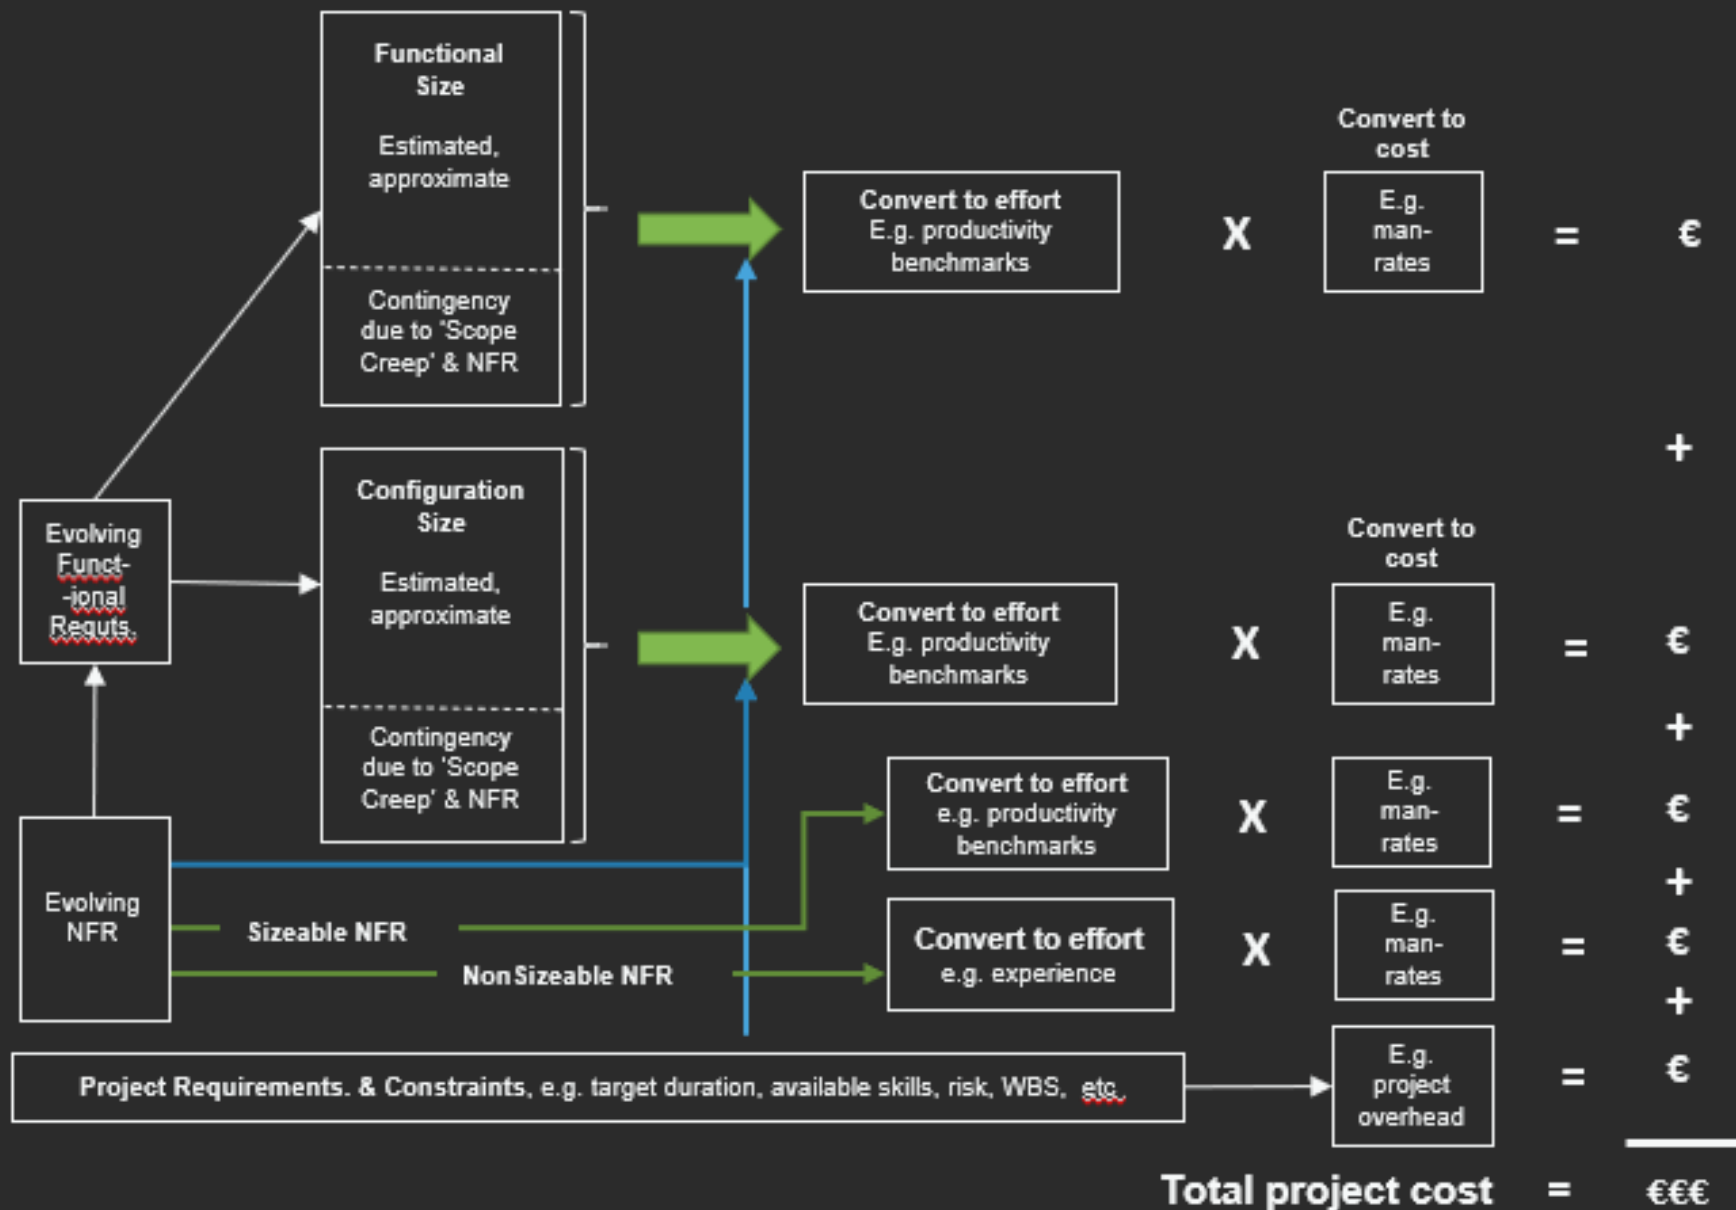 Functional
Size
Estimated,
approximate
Contingency
due to 'Scope
Creep' & NFR
Convert to effort
E.g. productivity
benchmarks
X
Convert to
cost
E.g.
man-
rates
=
€
+
Evolving
Funct-
-ional
Requts.
Configuration
Size
Estimated,
approximate
Contingency
due to 'Scope
Creep' & NFR
Convert to effort
E.g. productivity
benchmarks
X
Convert to
cost
E.g.
man-
rates
=
€
+
Convert to effort
e.g. productivity
benchmarks
X
E.g.
man-
rates
=
€
+
Evolving
NFR
Sizeable NFR
NonSizeable NFR
Convert to effort
e.g. experience
X
E.g.
man-
rates
=
€
+
Project Requirements. & Constraints, e.g. target duration, available skills, risk, WBS, etc.
E.g.
project
overhead
=
€
Total project cost = €€€